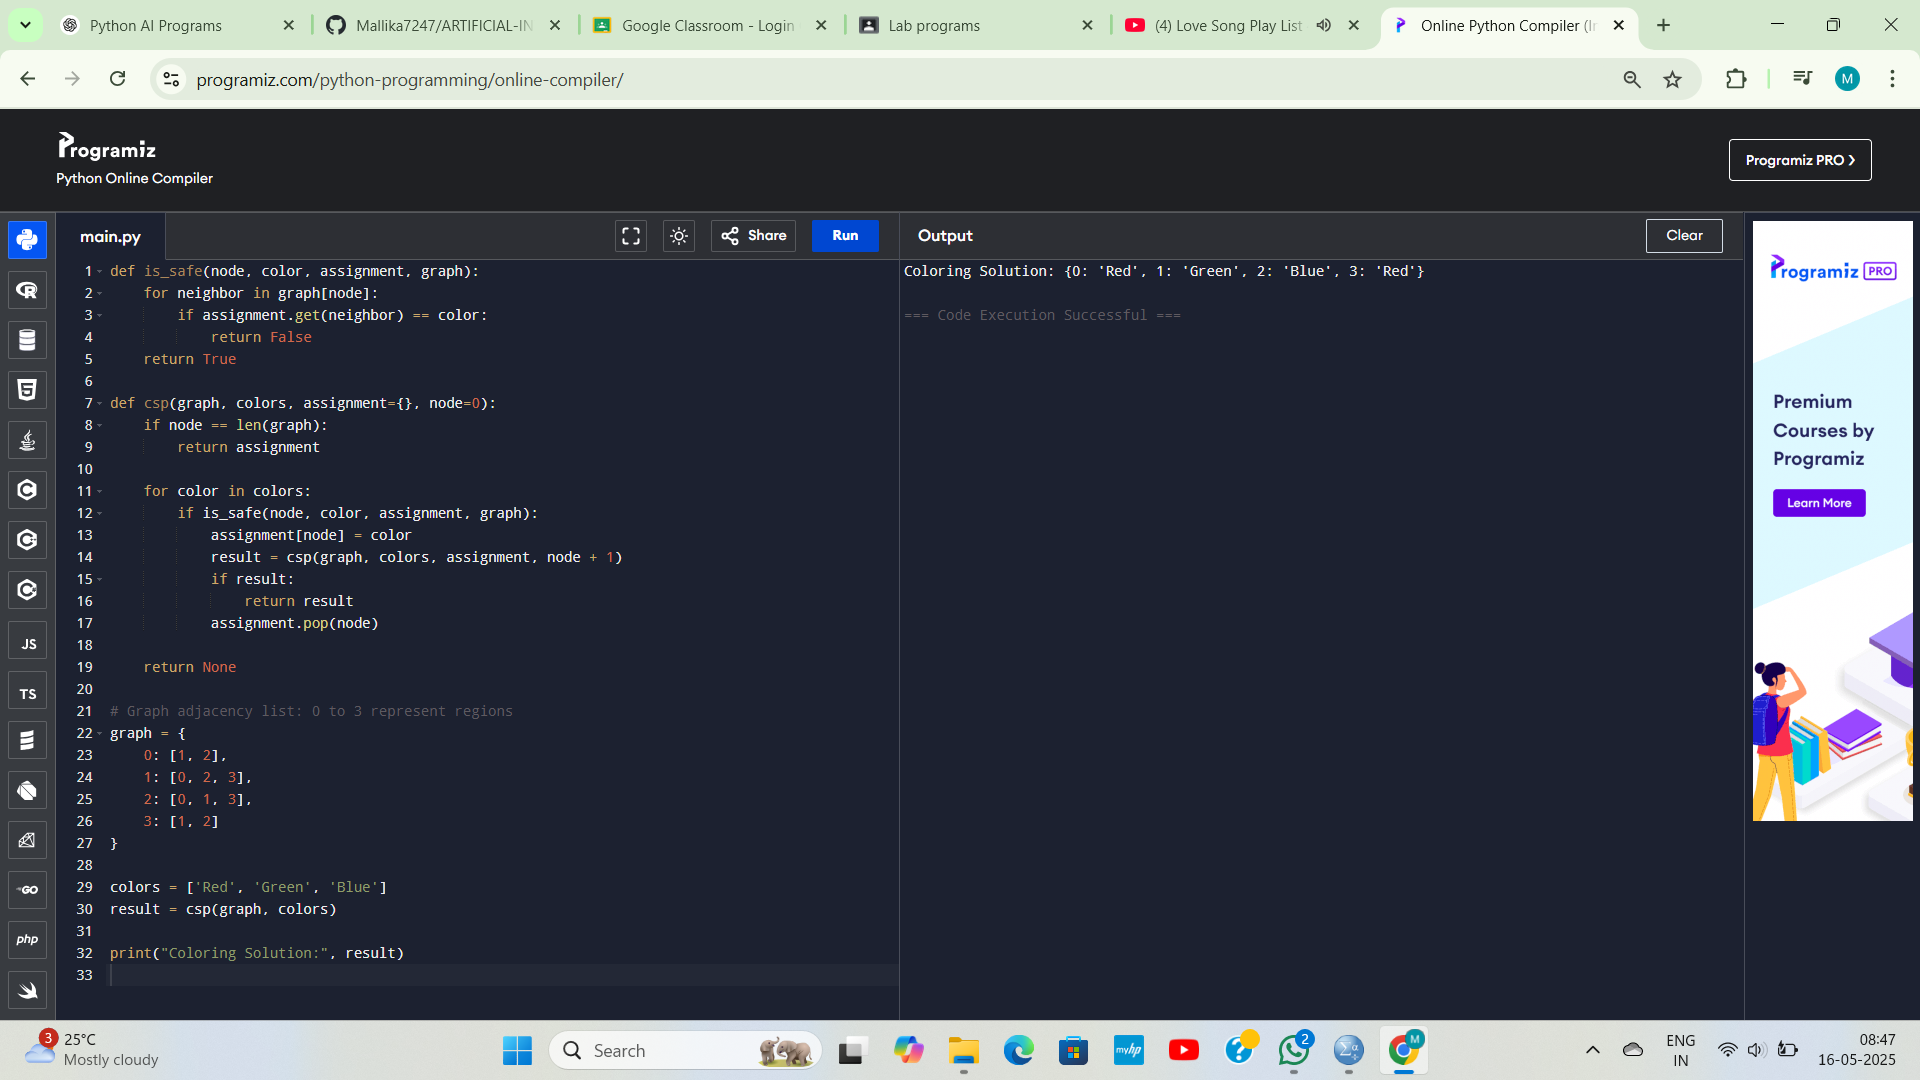 Python AI Programs
Mallika7247/ARTIFICIAL-IN
Google Classroom - Login
Lab programs
(4) Love Song Play List
Online Python Compiler (In
programiz.com/python-programming/online-compiler/
M
Programiz
Python Online Compiler
Programiz PRO ❯
main.py
Share
Run
Output
Clear
1 def is_safe(node, color, assignment, graph):
2     for neighbor in graph[node]:
3         if assignment.get(neighbor) == color:
4             return False
5     return True
6
7 def csp(graph, colors, assignment={}, node=0):
8     if node == len(graph):
9         return assignment
10
11     for color in colors:
12         if is_safe(node, color, assignment, graph):
13             assignment[node] = color
14             result = csp(graph, colors, assignment, node + 1)
15             if result:
16                 return result
17             assignment.pop(node)
18
19     return None
20
21 # Graph adjacency list: 0 to 3 represent regions
22 graph = {
23     0: [1, 2],
24     1: [0, 2, 3],
25     2: [0, 1, 3],
26     3: [1, 2]
27 }
28
29 colors = ['Red', 'Green', 'Blue']
30 result = csp(graph, colors)
31
32 print("Coloring Solution:", result)
33
Coloring Solution: {0: 'Red', 1: 'Green', 2: 'Blue', 3: 'Red'}
=== Code Execution Successful ===
JS
TS
GO
php
Programiz PRO
Premium
Courses by
Programiz
Learn More
3
25°C
Mostly cloudy
Search
myhp
2
M
ENG
IN
08:47
16-05-2025